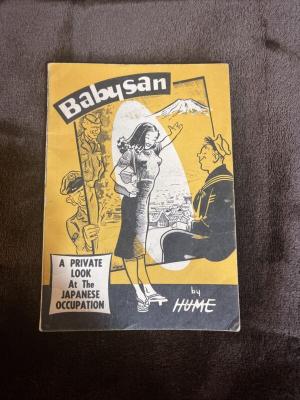 Babysan
A PRIVATE
LOOK
At The
JAPANESE
OCCUPATION
by
HUME